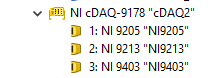 NI cDAQ-9178 "cDAQ2"
1: NI 9205 "NI9205"
2: NI 9213 "NI9213"
3: NI 9403 "NI9403"